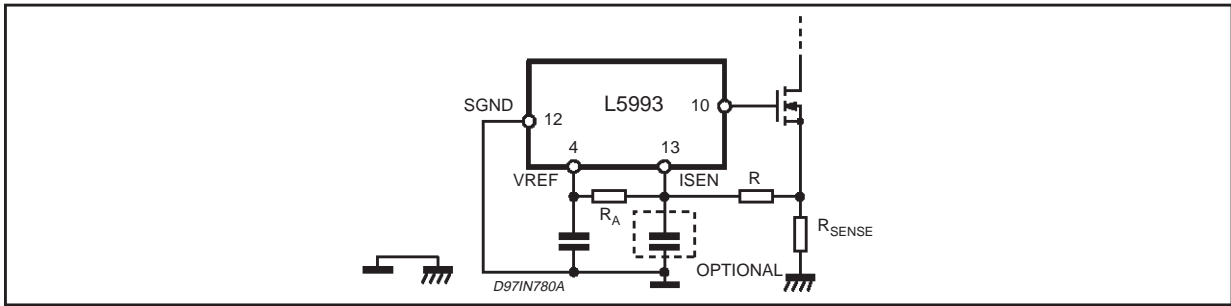 L5993
SGND
10
12
4
13
VREF
ISEN
R
RA
RSENSE
OPTIONAL
D97IN780A